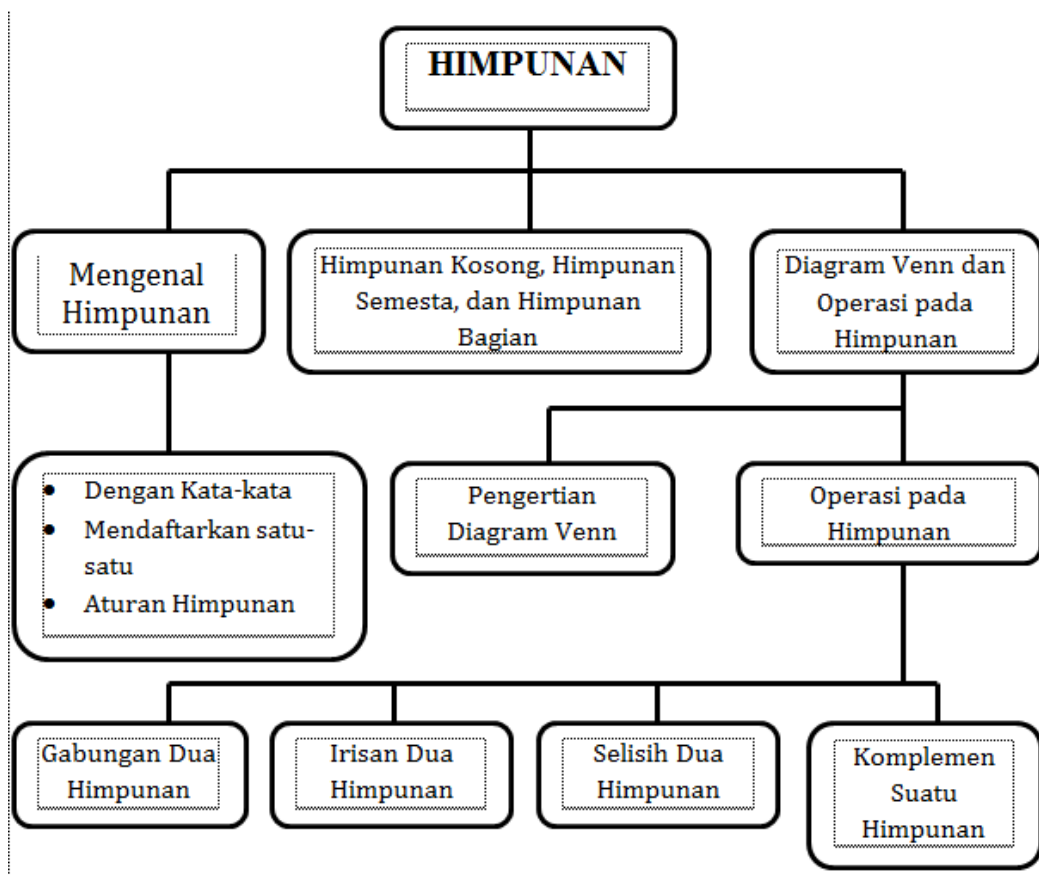 HIMPUNAN
Mengenal
Himpunan
Himpunan Kosong, Himpunan
Semesta, dan Himpunan
Bagian
Diagram Venn dan
Operasi pada
Himpunan
• Dengan Kata-kata
• Mendaftarkan satu-
satu
• Aturan Himpunan
Pengertian
Diagram Venn
Operasi pada
Himpunan
Gabungan Dua
Himpunan
Irisan Dua
Himpunan
Selisih Dua
Himpunan
Komplemen
Suatu
Himpunan